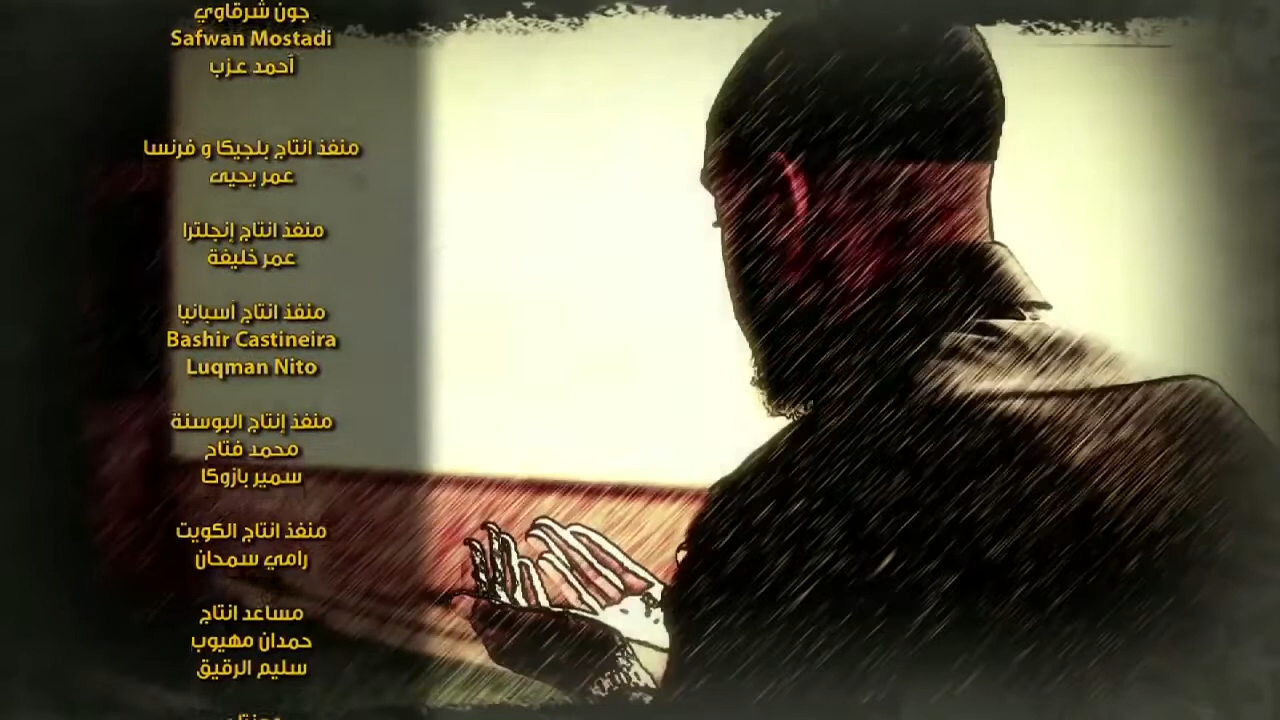 جون شرقاوي
Safwan Mostadi
أحمد عزب
منفذ انتاج بلجيكا و فرنسا
عمر يحيى
منفذ انتاج إنجلترا
عمر خليفة
منفذ انتاج أسبانيا
Bashir Castineira
Luqman Nito
منفذ إنتاج البوسنة
محمد فتاح
سمير بازوكا
منفذ انتاج الكويت
رامي سمحان
مساعد انتاج
حمدان مهيوب
سليم الرقيق